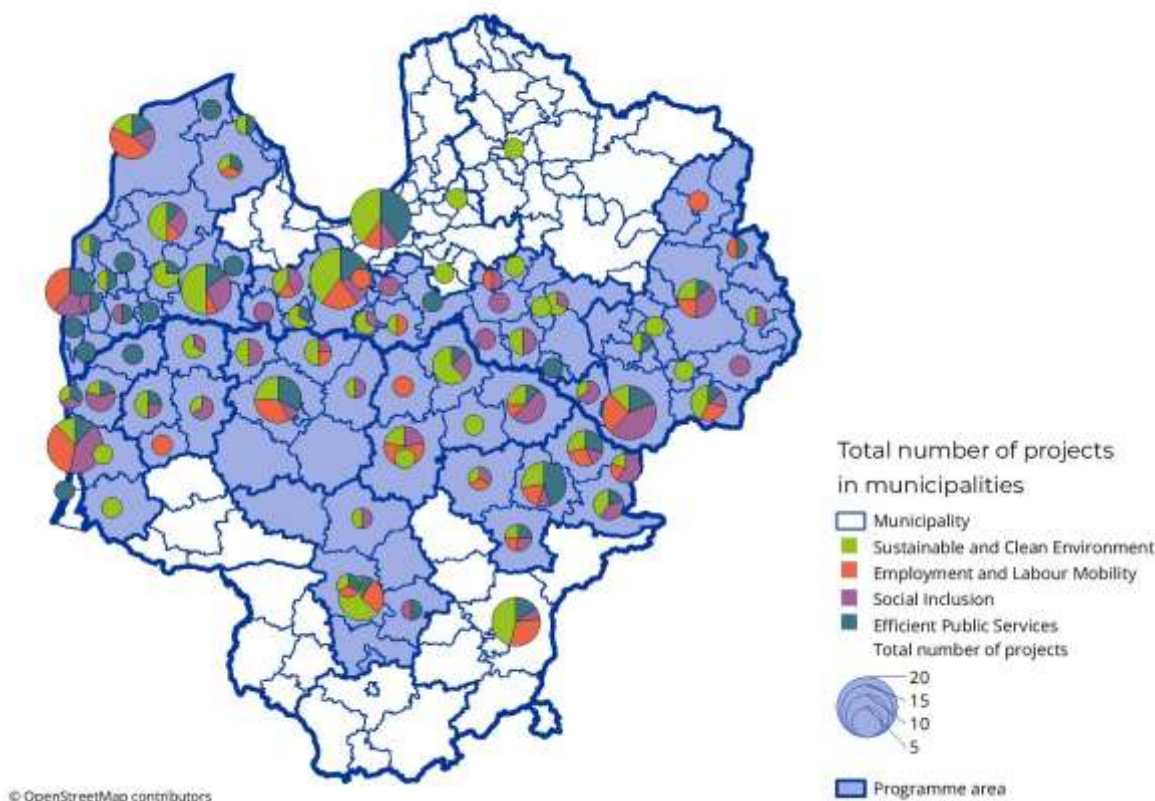 Total number of projects
in municipalities
Municipality
Sustainable and Clean Environment
Employment and Labour Mobility
Social Inclusion
Efficient Public Services
Total number of projects
20
15
10
5
Programme area
© OpenStreetMap contributors